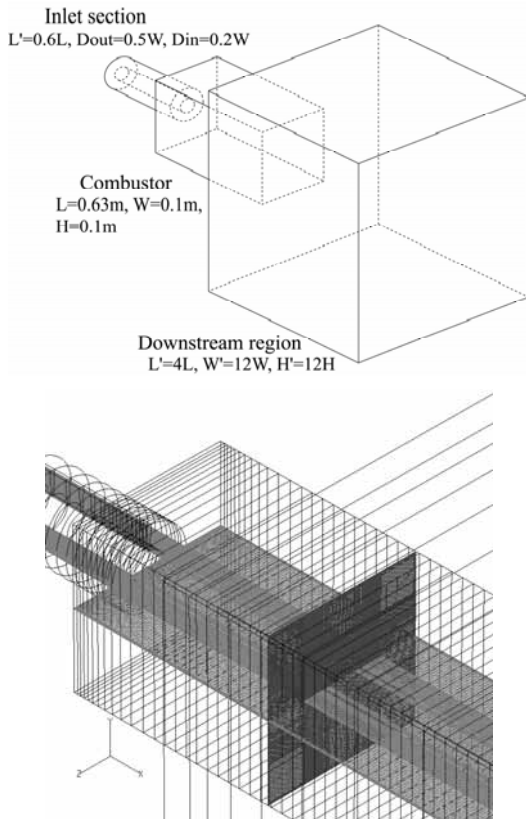 Inlet section
L'=0.6L, Dout=0.5W, Din=0.2W
Combustor
L=0.63m, W=0.1m,
H=0.1m
Downstream region
L'=4L, W'=12W, H'=12H
Y
Z
X